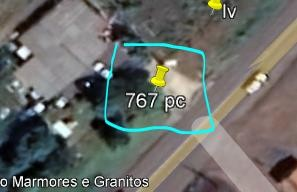 lv
767 pc
o Marmores e Granitos